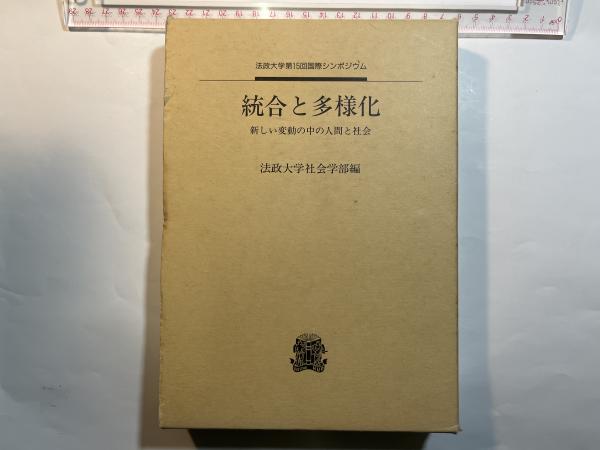 法政大学第15回国際シンポジウム
統合と多様化
新しい変動の中の人間と社会
法政大学社会学部編